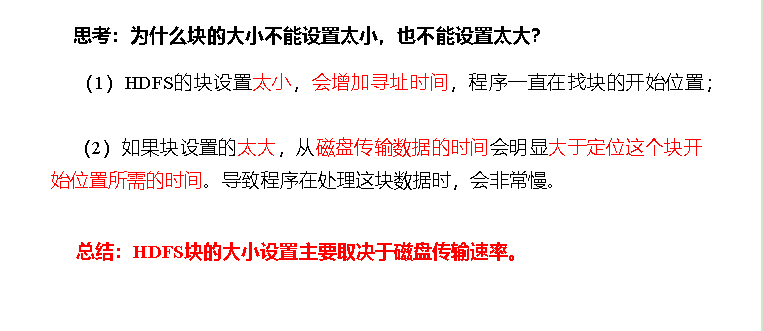 思考：为什么块的大小不能设置太小，也不能设置太大？
（1）HDFS的块设置太小，会增加寻址时间，程序一直在找块的开始位置；
（2）如果块设置的太大，从磁盘传输数据的时间会明显大于定位这个块开
始位置所需的时间。导致程序在处理这块数据时，会非常慢。
总结：HDFS块的大小设置主要取决于磁盘传输速率。